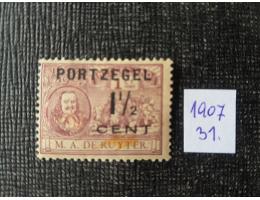 PORTZEGEL
1½
CENT
M. A. DE RUYTER.
1907
31.